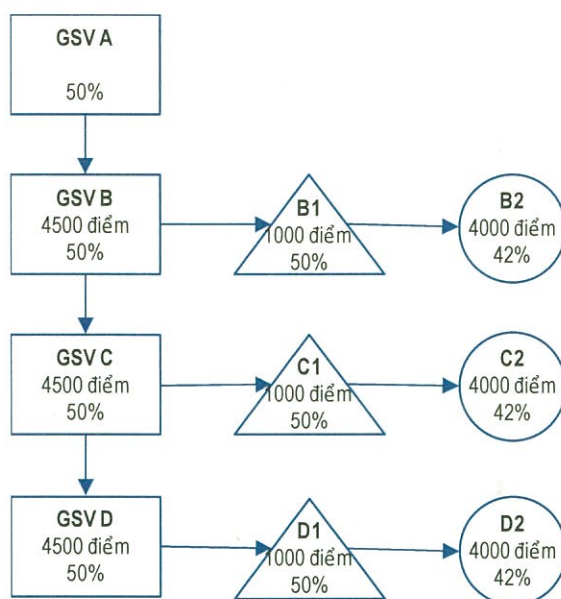 GSV A
50%
GSV B
4500 điểm
50%
B1
1000 điểm
50%
B2
4000 điểm
42%
GSV C
4500 điểm
50%
C1
1000 điểm
50%
C2
4000 điểm
42%
GSV D
4500 điểm
50%
D1
1000 điểm
50%
D2
4000 điểm
42%